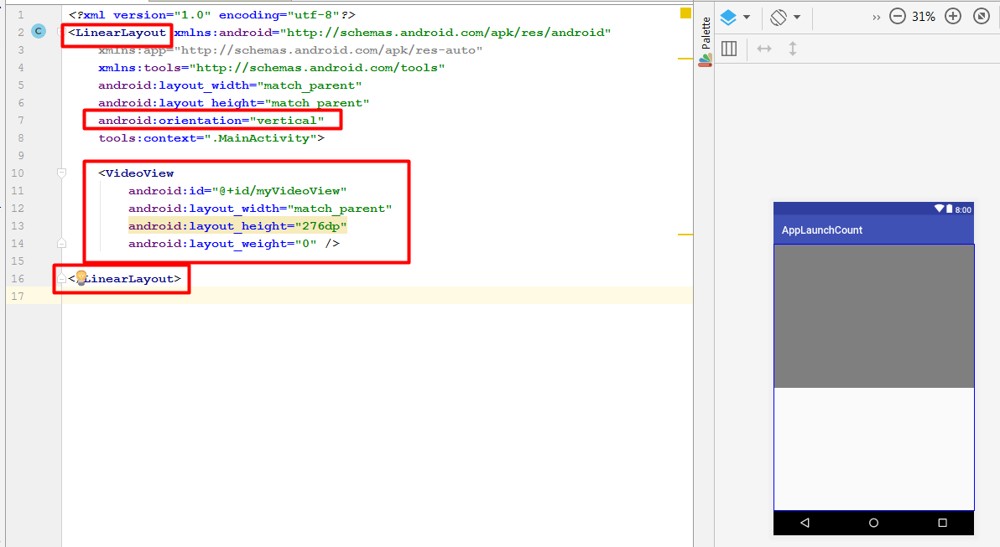 1 <?xml version="1.0" encoding="utf-8"?>
2 C <LinearLayout xmlns:android="http://schemas.android.com/apk/res/android"
3 xmlns:app="http://schemas.android.com/apk/res-auto"
4 xmlns:tools="http://schemas.android.com/tools"
5 android:layout_width="match_parent"
6 android:layout_height="match_parent"
7 android:orientation="vertical"
8 tools:context=".MainActivity">
9
10 <VideoView
11 android:id="@+id/myVideoView"
12 android:layout_width="match_parent"
13 android:layout_height="276dp"
14 android:layout_weight="0" />
15
16 </LinearLayout>
17
Palette
31%
8:00
AppLaunchCount